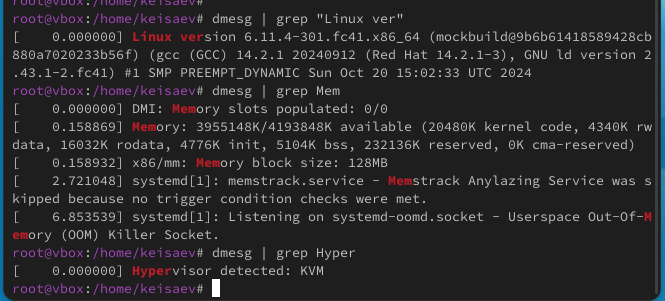 root@vbox:/home/keisaev# dmesg | grep "Linux ver"
[    0.000000] Linux version 6.11.4-301.fc41.x86_64 (mockbuild@9b6b61418589428cb
880a7020233b56f) (gcc (GCC) 14.2.1 20240912 (Red Hat 14.2.1-3), GNU ld version 2
.43.1-2.fc41) #1 SMP PREEMPT_DYNAMIC Sun Oct 20 15:02:33 UTC 2024
root@vbox:/home/keisaev# dmesg | grep Mem
[    0.000000] DMI: Memory slots populated: 0/0
[    0.158869] Memory: 3955148K/4193848K available (20480K kernel code, 4340K rw
data, 16032K rodata, 4776K init, 5104K bss, 232136K reserved, 0K cma-reserved)
[    0.158932] x86/mm: Memory block size: 128MB
[    2.721048] systemd[1]: memstrack.service - Memstrack Anylazing Service was s
kipped because no trigger condition checks were met.
[    6.853539] systemd[1]: Listening on systemd-oomd.socket - Userspace Out-Of-M
emory (OOM) Killer Socket.
root@vbox:/home/keisaev# dmesg | grep Hyper
[    0.000000] Hypervisor detected: KVM
root@vbox:/home/keisaev#